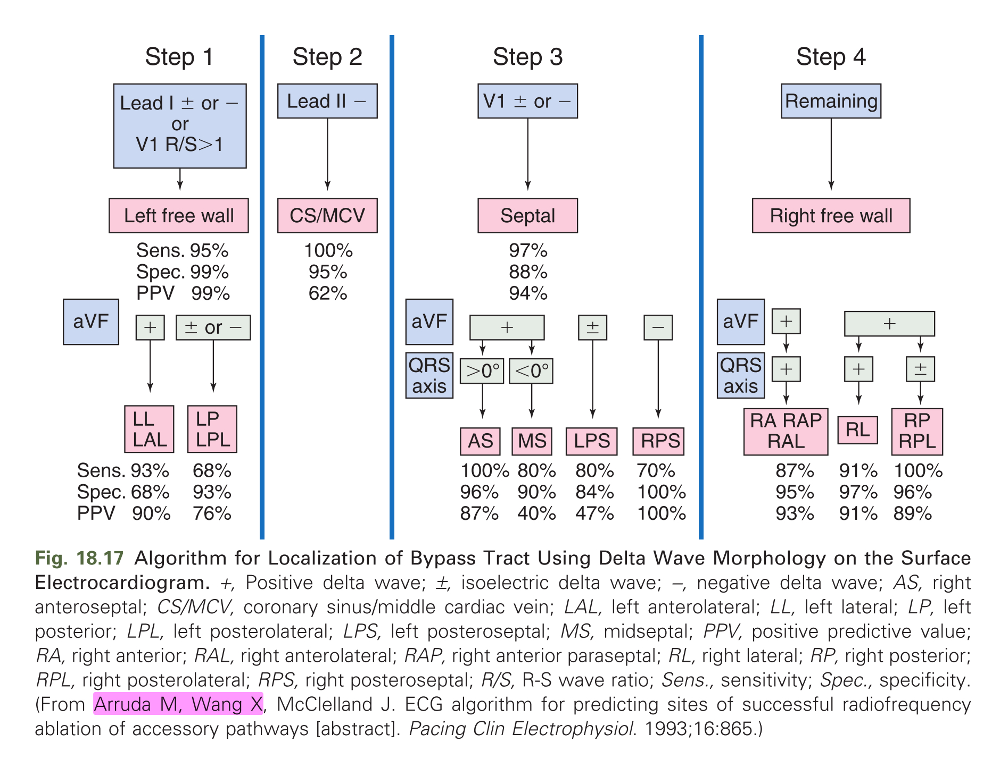 Step 1
Lead I ± or −
or
V1 R/S>1
Left free wall
Sens. 95%
Spec. 99%
PPV 99%
aVF
+
± or −
LL
LAL
LP
LPL
Sens. 93% 68%
Spec. 68% 93%
PPV 90% 76%
Step 2
Lead II −
CS/MCV
100%
95%
62%
Step 3
V1 ± or −
Septal
97%
88%
94%
aVF
+
±
−
QRS
axis
>0°
<0°
AS
MS
LPS
RPS
100% 80% 80% 70%
96% 90% 84% 100%
87% 40% 47% 100%
Step 4
Remaining
Right free wall
aVF
+
+
QRS
axis
+
+
±
RA RAP
RAL
RL
RP
RPL
87% 91% 100%
95% 97% 96%
93% 91% 89%
Fig. 18.17 Algorithm for Localization of Bypass Tract Using Delta Wave Morphology on the Surface
Electrocardiogram. +, Positive delta wave; ±, isoelectric delta wave; –, negative delta wave; AS, right
anteroseptal; CS/MCV, coronary sinus/middle cardiac vein; LAL, left anterolateral; LL, left lateral; LP, left
posterior; LPL, left posterolateral; LPS, left posteroseptal; MS, midseptal; PPV, positive predictive value;
RA, right anterior; RAL, right anterolateral; RAP, right anterior paraseptal; RL, right lateral; RP, right posterior;
RPL, right posterolateral; RPS, right posteroseptal; R/S, R-S wave ratio; Sens., sensitivity; Spec., specificity.
(From Arruda M, Wang X, McClelland J. ECG algorithm for predicting sites of successful radiofrequency
ablation of accessory pathways [abstract]. Pacing Clin Electrophysiol. 1993;16:865.)